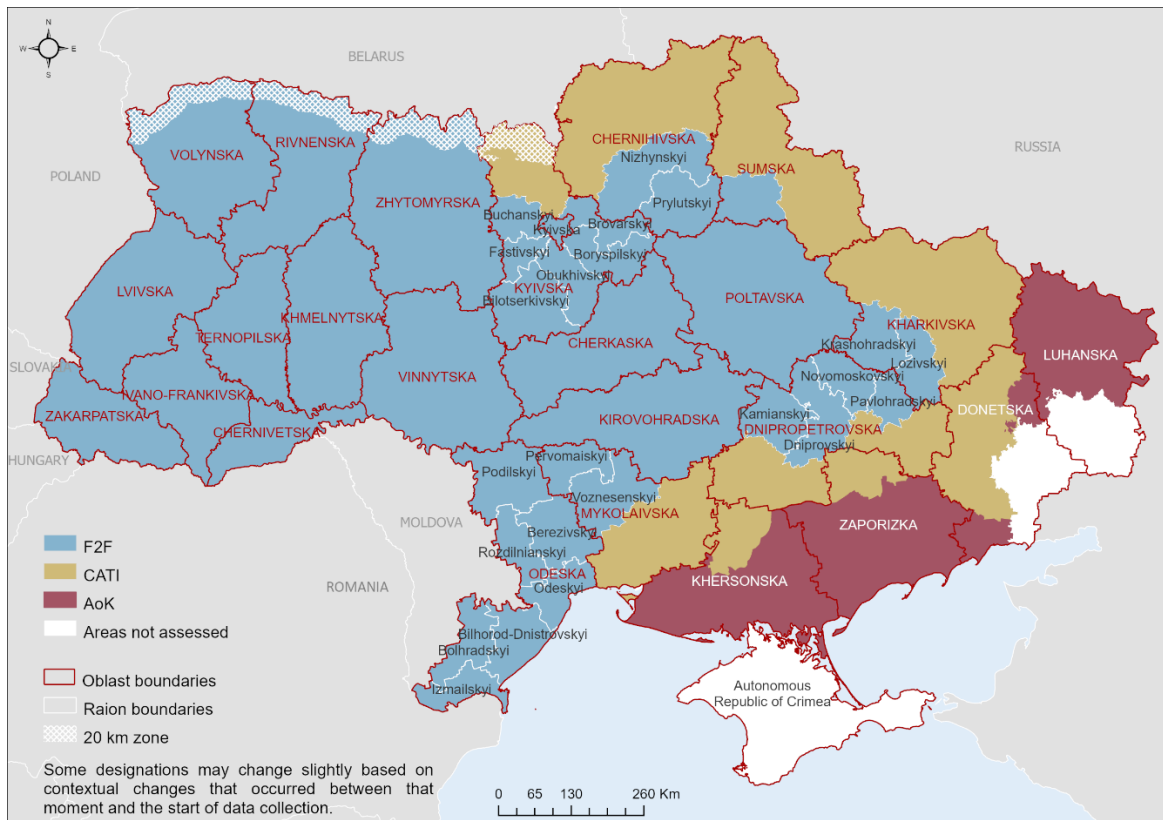 N
W E
S
BELARUS
RUSSIA
POLAND
SLOVAKIA
HUNGARY
MOLDOVA
ROMANIA
VOLYNSKA
RIVNENSKA
ZHYTOMYRSKA
CHERNIHIVSKA
Nizhynskyi
SUMSKA
Prylutskyi
Buchanskyi
Kyivska
Brovarskyi
Fastivskyi
Boryspilskyi
Obukhivskyi
KYIVSKA
Bilotserkivskyi
LVIVSKA
TERNOPILSKA
KHMELNYTSKA
VINNYTSKA
CHERKASKA
POLTAVSKA
KHARKIVSKA
Krashohradskyi
Lozivskyi
LUHANSKA
Novomoskovskyi
Pavlohradskyi
DONETSKA
IVANO-FRANKIVSKA
ZAKARPATSKA
CHERNIVETSKA
KIROVOHRADSKA
Kamianskyi
DNIPROPETROVSKA
Dniprovskyi
Pervomaiskyi
Podilskyi
Voznesenskyi
MYKOLAIVSKA
Berezivskyi
Rozdilnianskyi
ODESKA
Odeskyi
ZAPORIZKA
KHERSONSKA
Bilhorod-Dnistrovskyi
Bolhradskyi
Izmailskyi
Autonomous
Republic of Crimea
F2F
CATI
AoK
Areas not assessed
Oblast boundaries
Raion boundaries
20 km zone
Some designations may change slightly based on
contextual changes that occurred between that
moment and the start of data collection.
0 65 130 260 Km